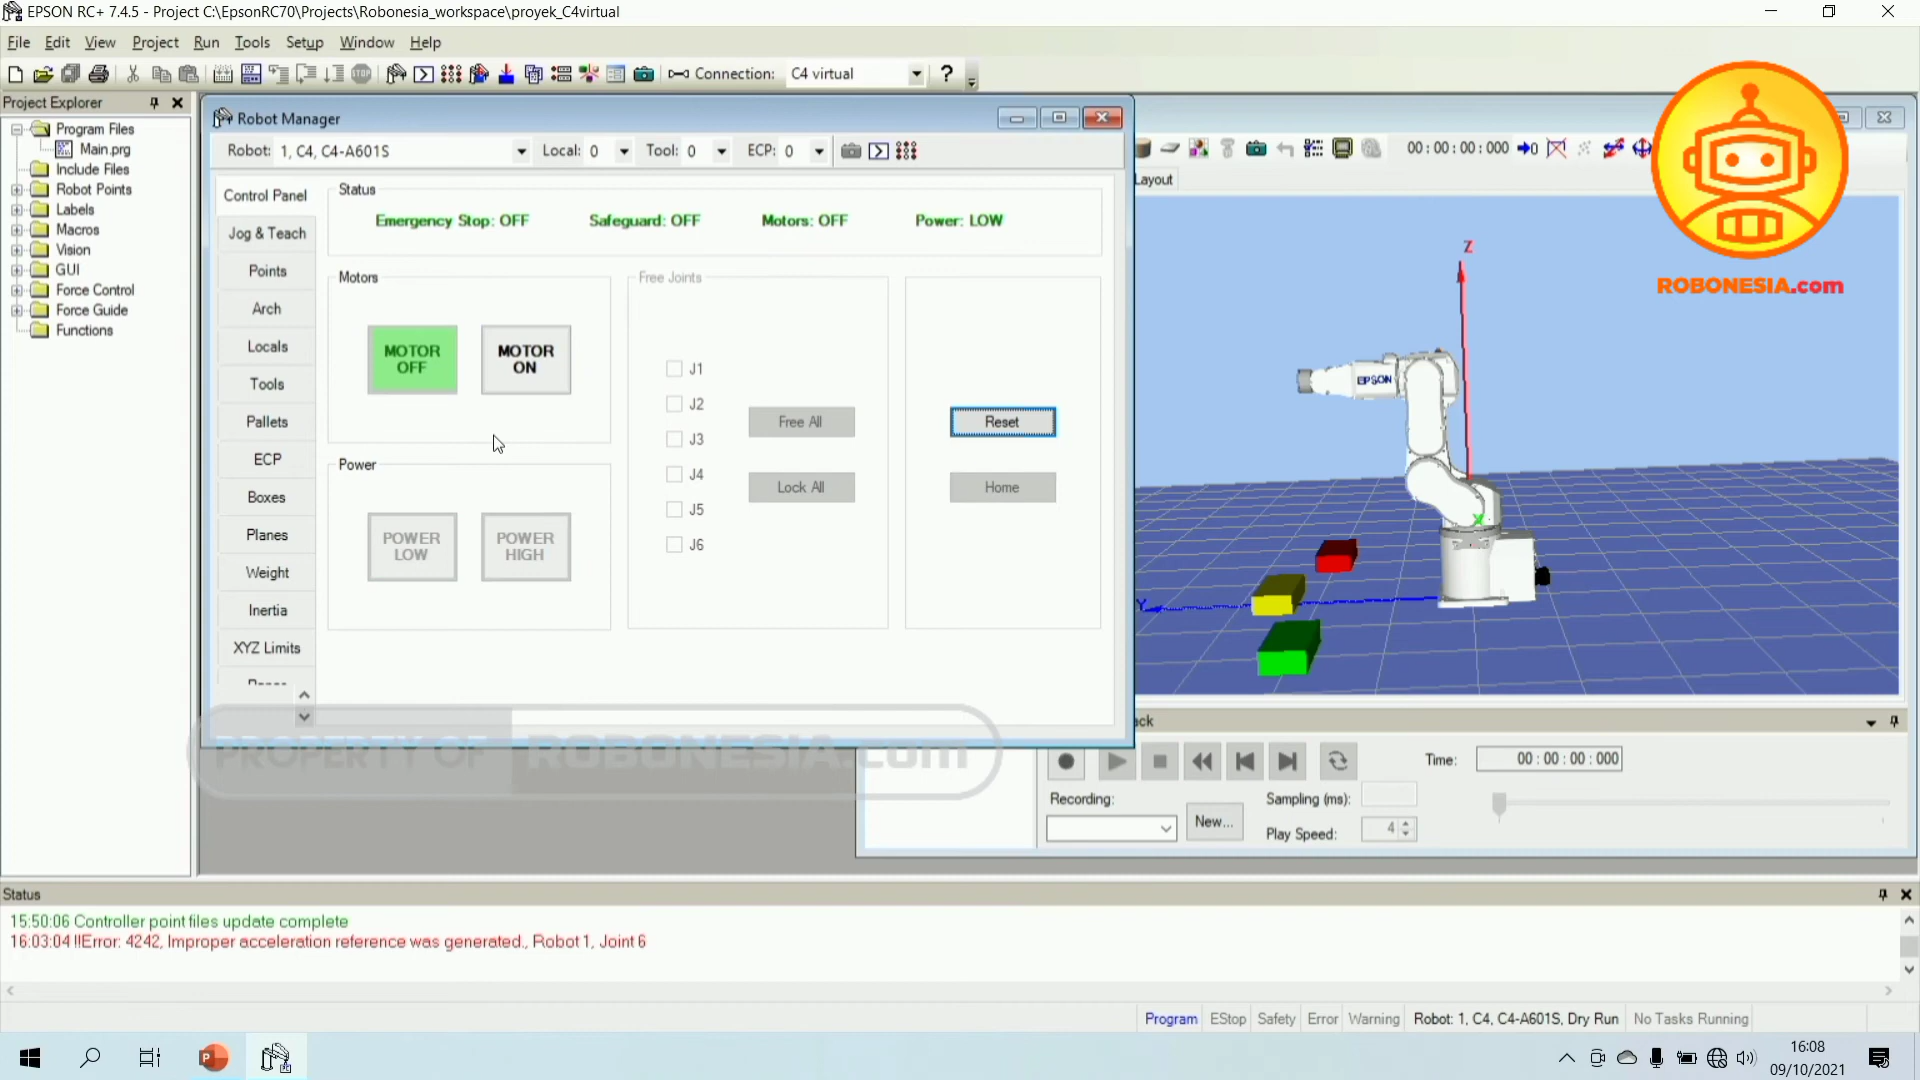 EPSON RC+ 7.4.5 - Project C:\EpsonRC70\Projects\Robonesia_workspace\proyek_C4virtual
File Edit View Project Run Tools Setup Window Help
Connection: C4 virtual
Project Explorer
Program Files
Main.prg
Include Files
Robot Points
Labels
Macros
Vision
GUI
Force Control
Force Guide
Functions
Robot Manager
Robot: 1, C4, C4-A601S Local: 0 Tool: 0 ECP: 0
Control Panel
Jog & Teach
Points
Arch
Locals
Tools
Pallets
ECP
Boxes
Planes
Weight
Inertia
XYZ Limits
Status
Emergency Stop: OFF Safeguard: OFF Motors: OFF Power: LOW
Motors
MOTOR OFF
MOTOR ON
Power
POWER LOW
POWER HIGH
Free Joints
J1
J2
J3
J4
J5
J6
Free All
Lock All
Reset
Home
00 : 00 : 00 : 000
Layout
Z
EPSON
X
Y
ROBONESIA.com
PROPERTY OF ROBONESIA.com
Time: 00 : 00 : 00 : 000
Recording:
New...
Sampling (ms):
Play Speed: 4
Status
15:50:06 Controller point files update complete
16:03:04 !!Error: 4242, Improper acceleration reference was generated., Robot 1, Joint 6
Program EStop Safety Error Warning Robot: 1, C4, C4-A601S, Dry Run No Tasks Running
16:08
09/10/2021